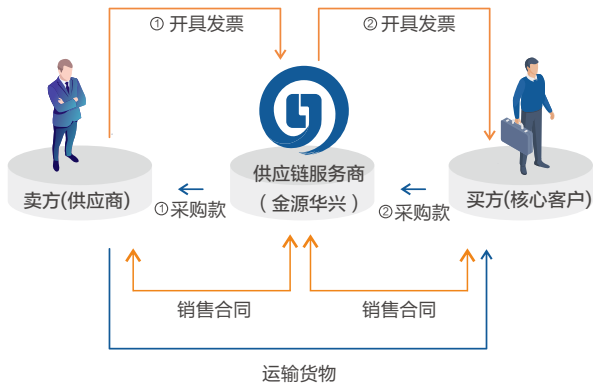 ① 开具发票
② 开具发票
卖方(供应商)
供应链服务商
（金源华兴）
买方(核心客户)
①采购款
②采购款
销售合同
销售合同
运输货物